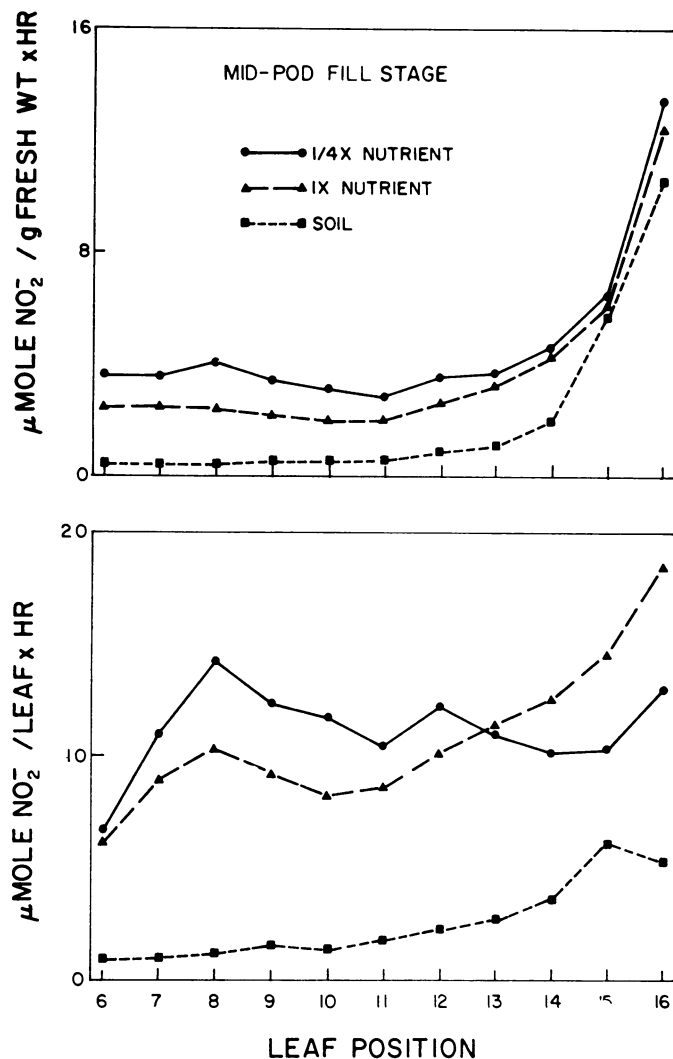 16
MID-POD FILL STAGE
1/4X NUTRIENT
1X NUTRIENT
SOIL
8
0
μMOLE NO₂⁻ / g FRESH WT x HR
20
10
0
μMOLE NO₂⁻ / LEAF x HR
6 7 8 9 10 11 12 13 14 '5 16
LEAF POSITION